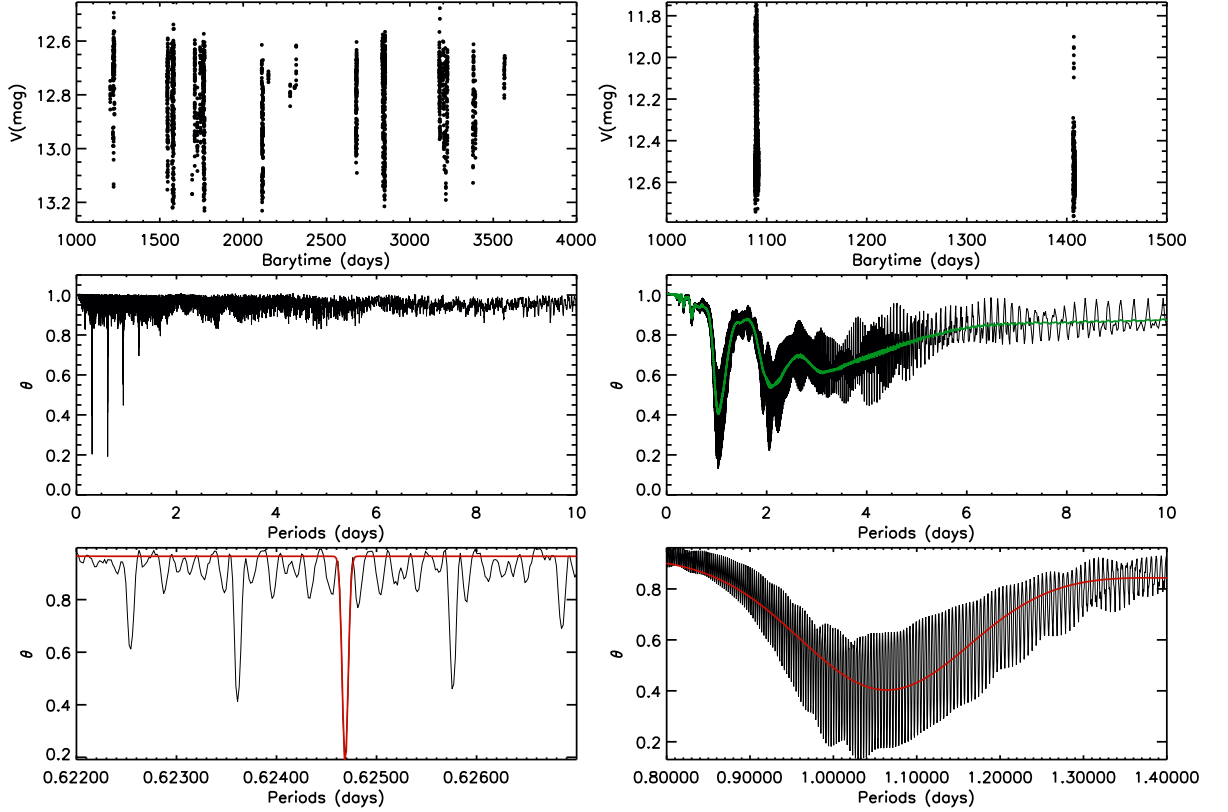 12.6
12.8
13.0
13.2
V(mag)
1000 1500 2000 2500 3000 3500 4000
Barytime (days)
11.8
12.0
12.2
12.4
12.6
V(mag)
1000 1100 1200 1300 1400 1500
Barytime (days)
1.0
0.8
0.6
0.4
0.2
0.0
θ
0 2 4 6 8 10
Periods (days)
1.0
0.8
0.6
0.4
0.2
0.0
θ
0 2 4 6 8 10
Periods (days)
0.8
0.6
0.4
0.2
θ
0.62200 0.62300 0.62400 0.62500 0.62600
Periods (days)
0.8
0.6
0.4
0.2
θ
0.80000 0.90000 1.00000 1.10000 1.20000 1.30000 1.40000
Periods (days)